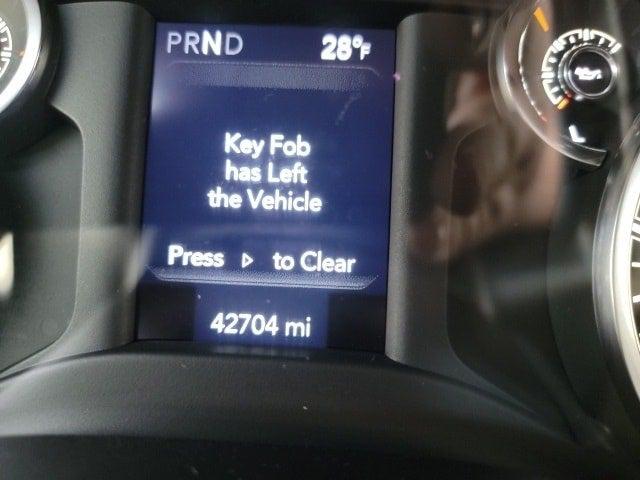 PRND 28°F
Key Fob
has Left
the Vehicle
Press ▷ to Clear
42704 mi
L